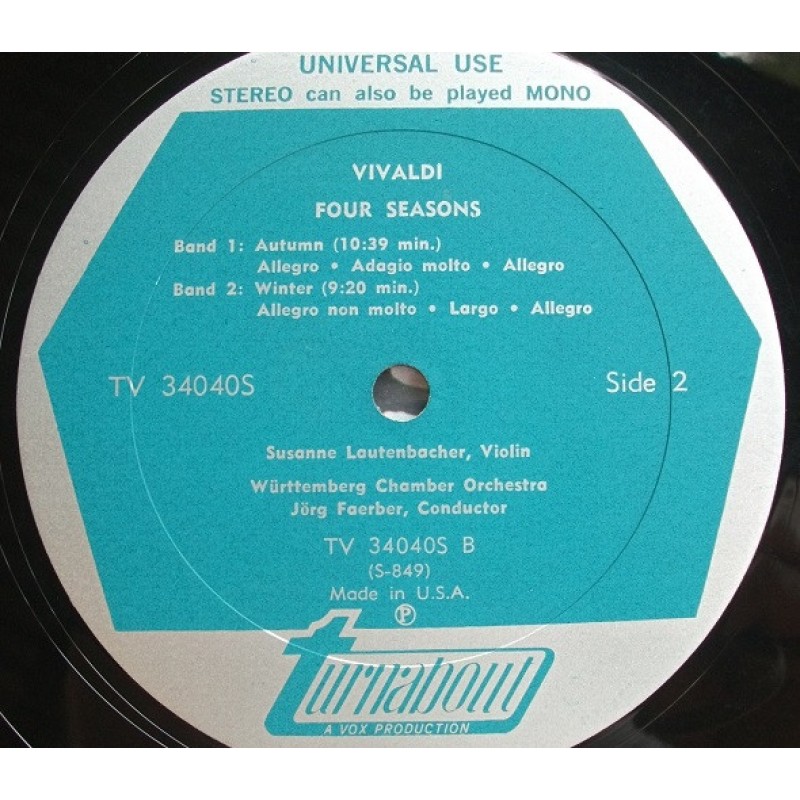 UNIVERSAL USE
STEREO can also be played MONO
VIVALDI
FOUR SEASONS
Band 1: Autumn (10:39 min.)
Allegro • Adagio molto • Allegro
Band 2: Winter (9:20 min.)
Allegro non molto • Largo • Allegro
TV 34040S Side 2
Susanne Lautenbacher, Violin
Württemberg Chamber Orchestra
Jörg Faerber, Conductor
TV 34040S B
(S-849)
Made in U.S.A.
Ⓟ
turnabout
A VOX PRODUCTION